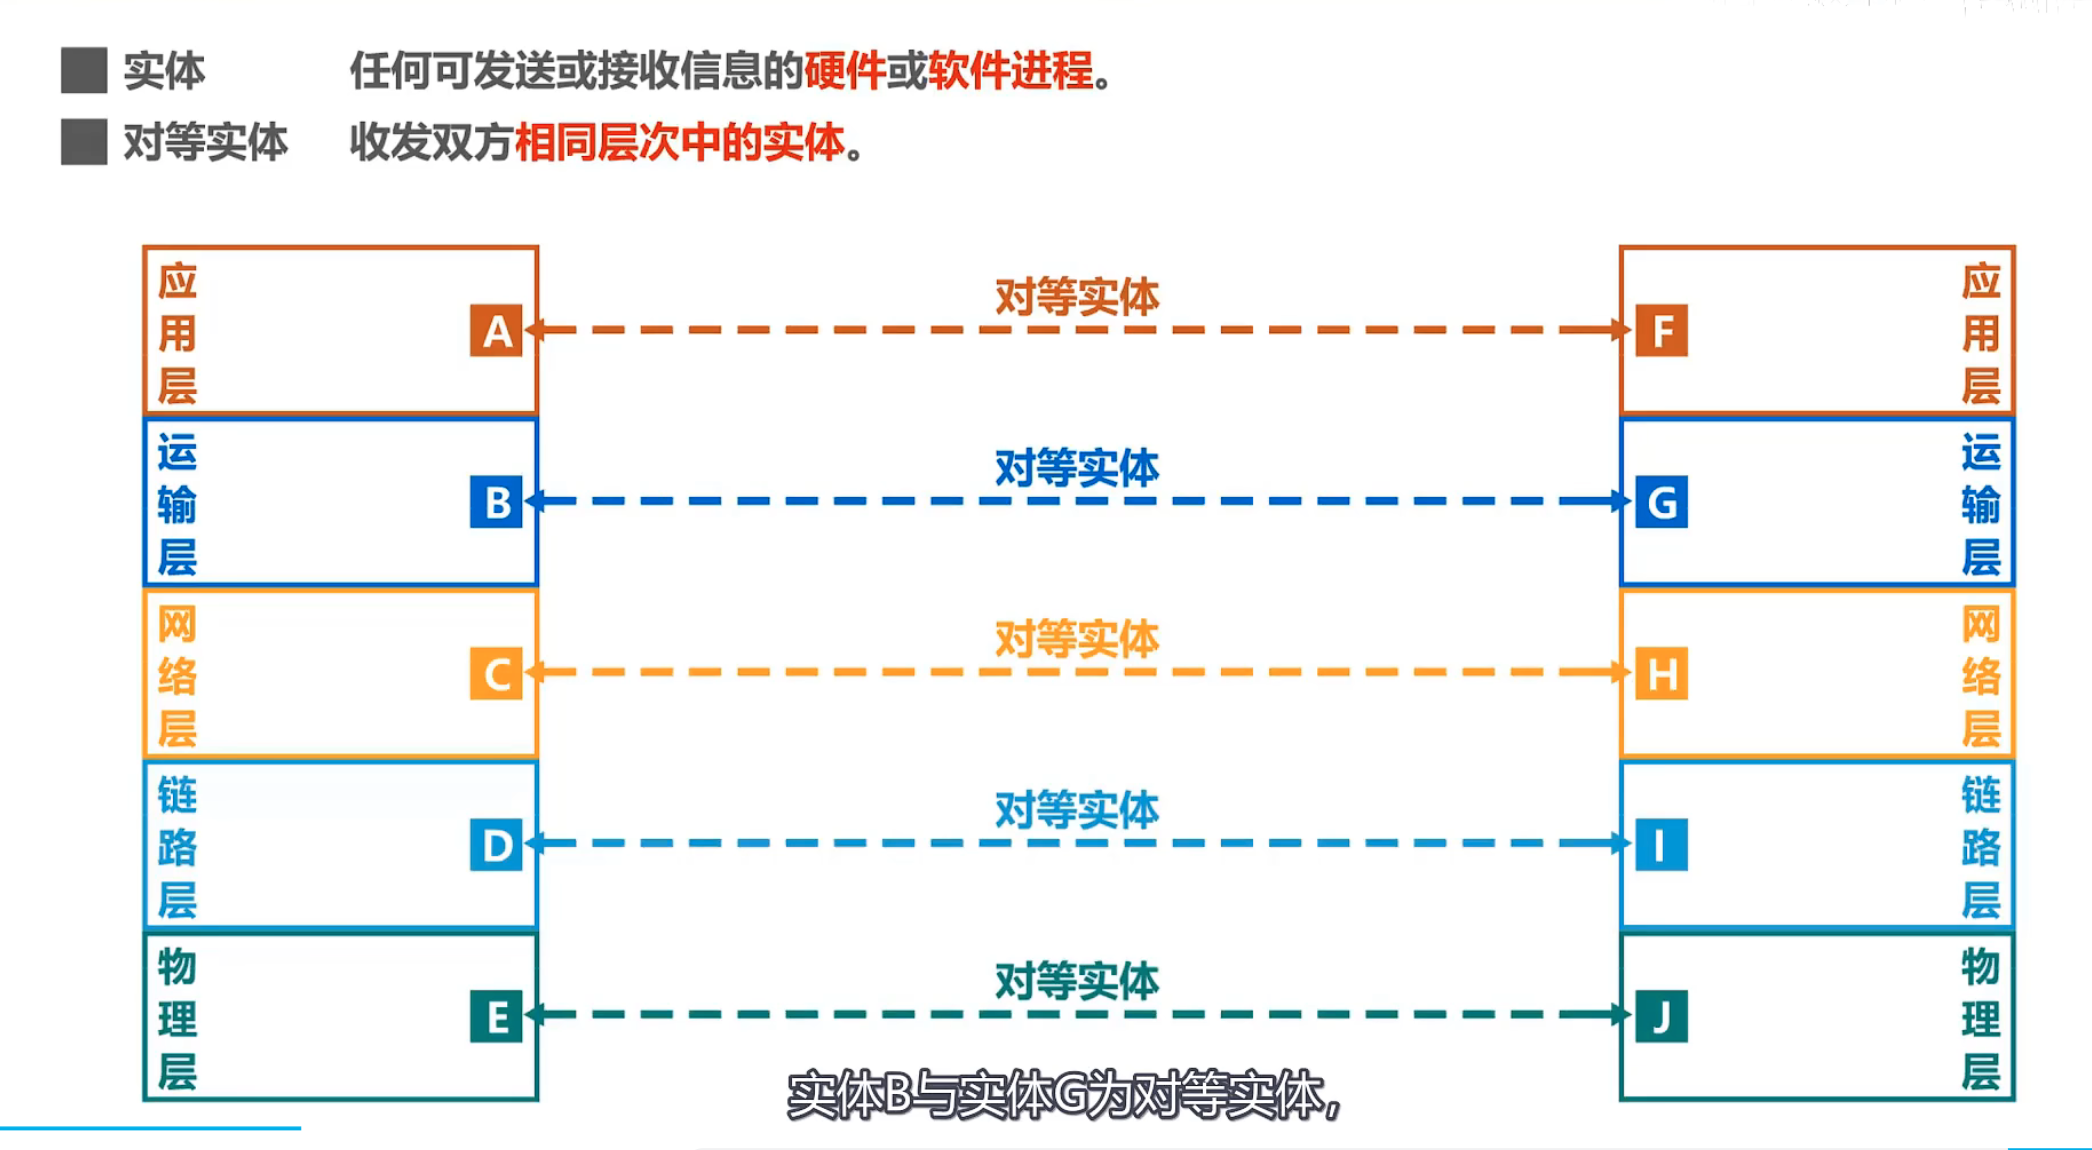 实体 任何可发送或接收信息的硬件或软件进程。
对等实体 收发双方相同层次中的实体。
应用层 A 对等实体 F 应用层
运输层 B 对等实体 G 运输层
网络层 C 对等实体 H 网络层
链路层 D 对等实体 I 链路层
物理层 E 对等实体 J 物理层
实体B与实体G为对等实体,